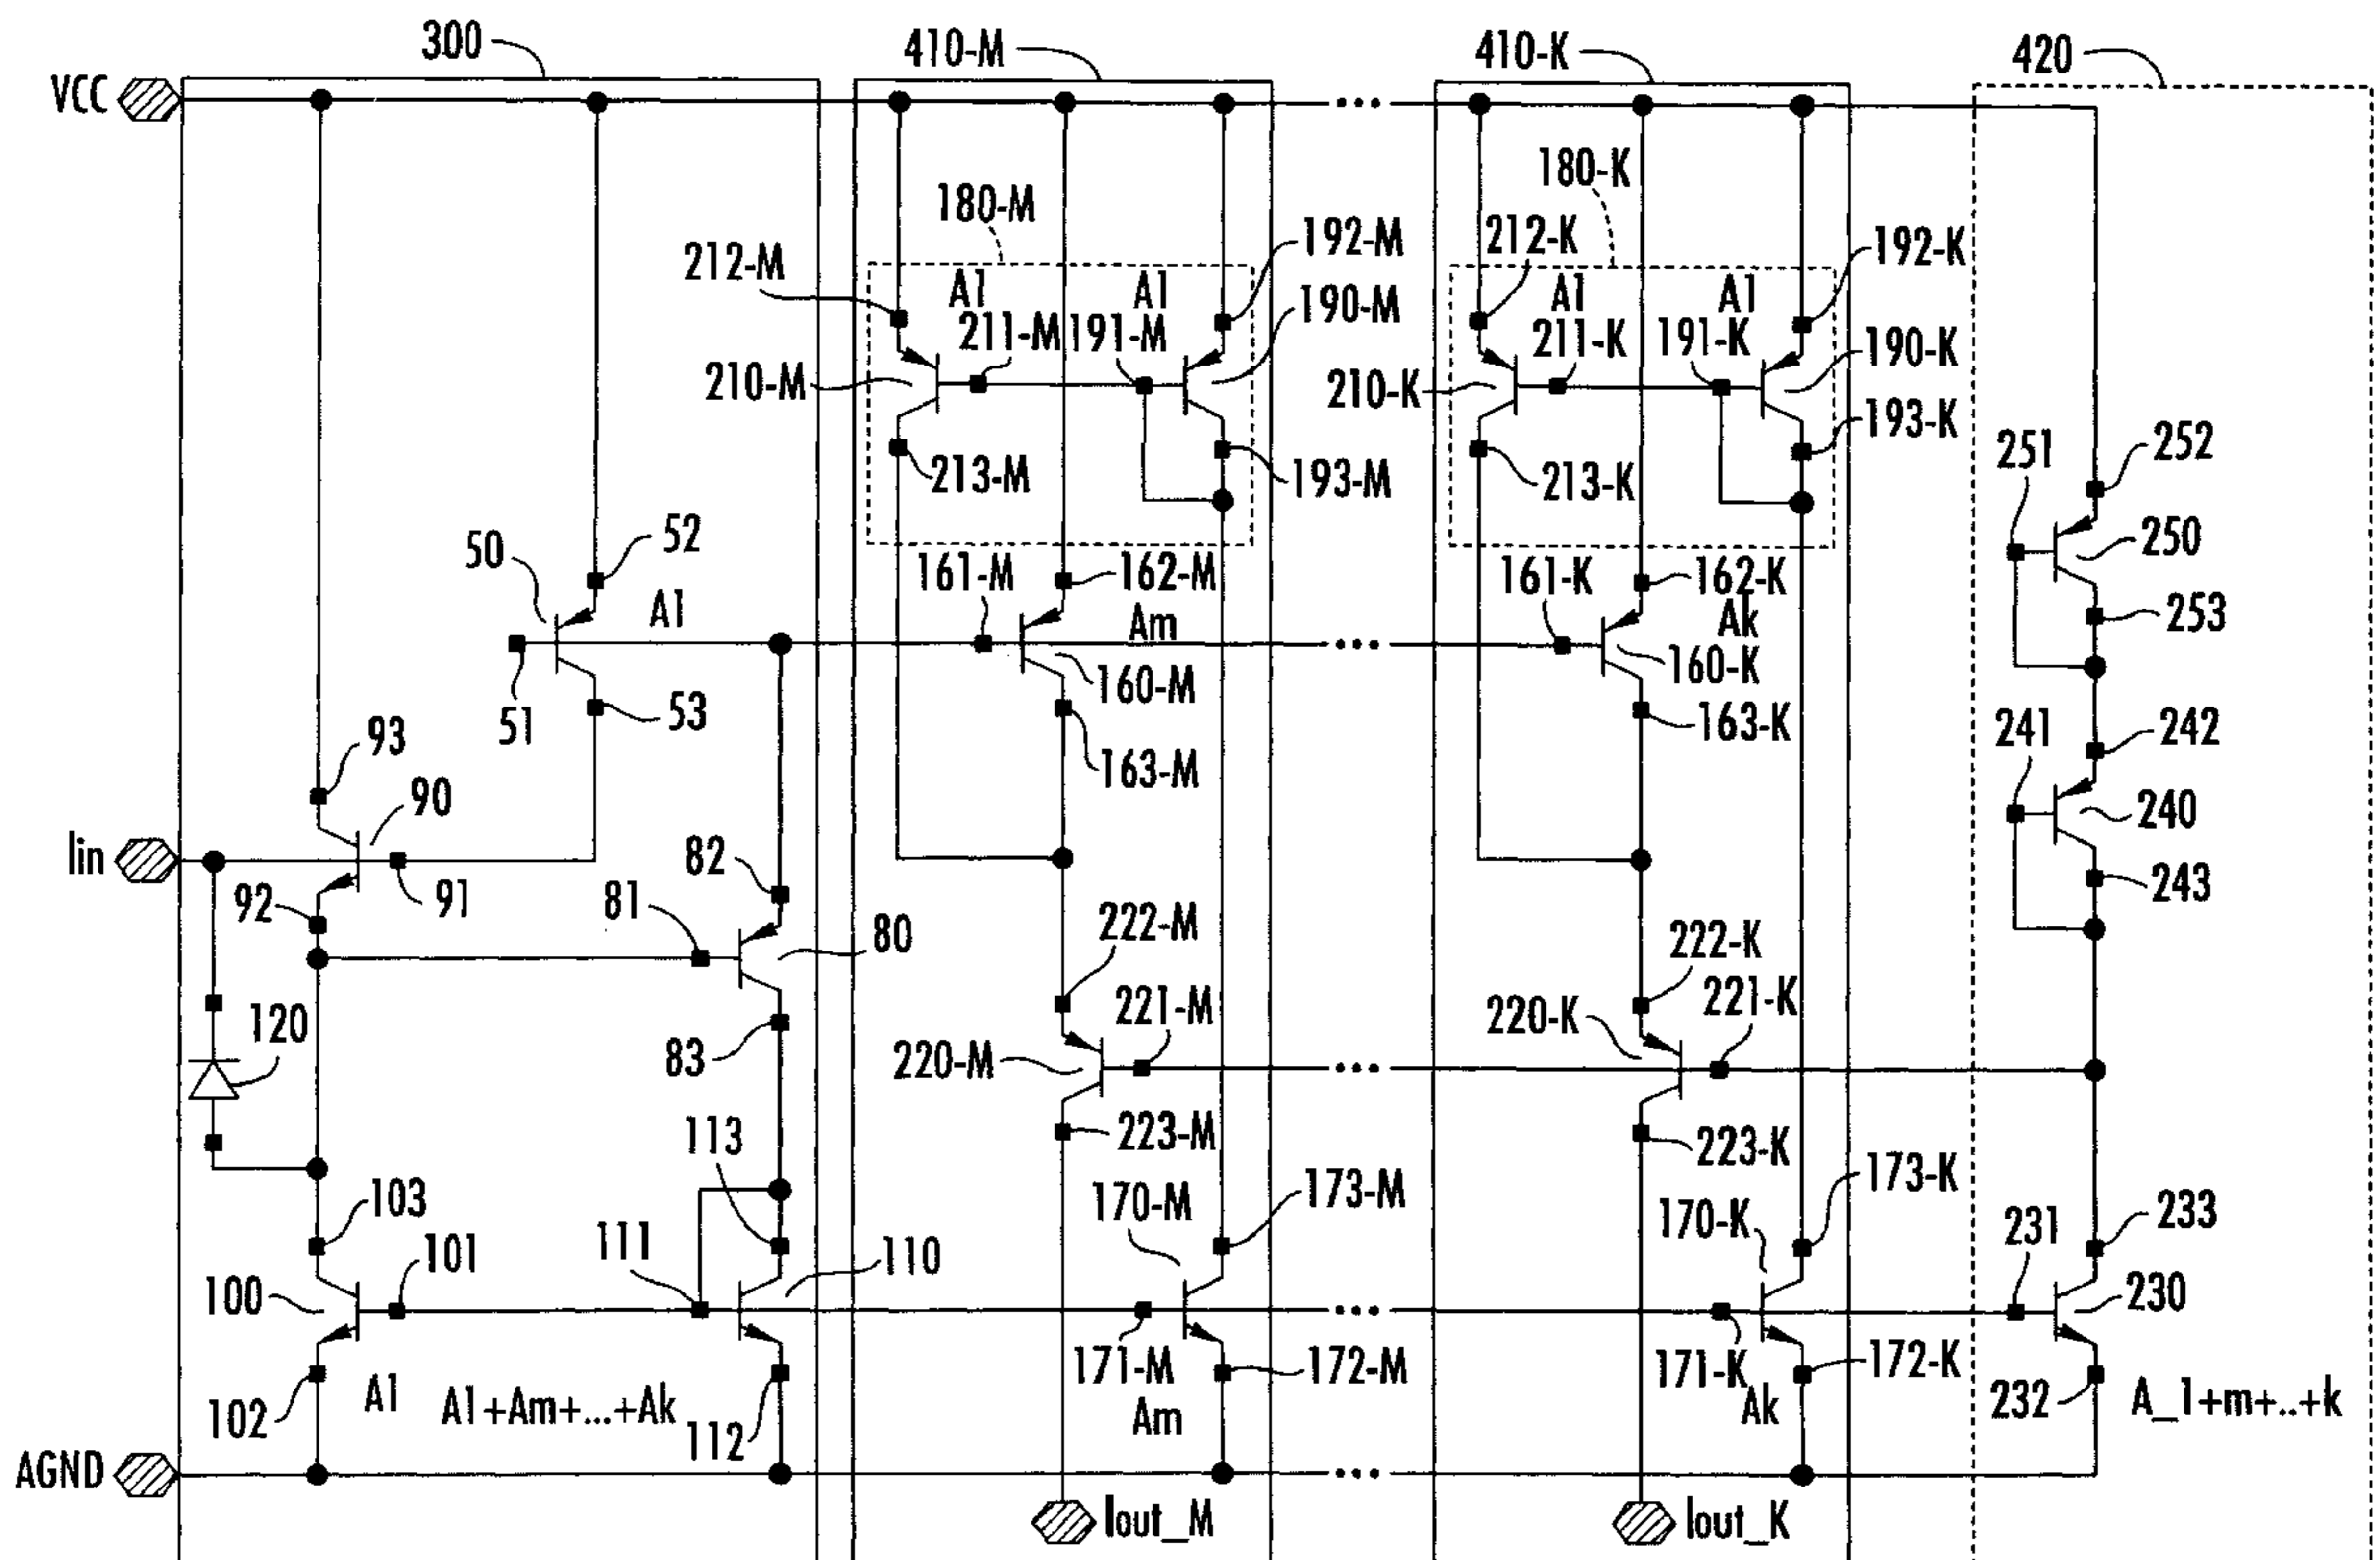 300
410-M
410-K
420
VCC
180-M
180-K
212-M
192-M
212-K
192-K
A1
A1
A1
A1
211-M
191-M
190-M
211-K
191-K
190-K
210-M
210-K
213-M
193-M
213-K
193-K
251
252
250
253
50
52
A1
51
53
161-M
162-M
Am
160-M
163-M
161-K
162-K
Ak
160-K
163-K
241
242
240
243
93
90
Iin
92
91
81
82
80
83
120
222-M
221-M
220-M
223-M
222-K
221-K
220-K
223-K
113
103
101
111
110
100
102
A1
A1+Am+...+Ak
112
170-M
173-M
171-M
172-M
Am
170-K
173-K
171-K
172-K
Ak
231
233
230
232
A_1+m+..+k
AGND
Iout_M
Iout_K